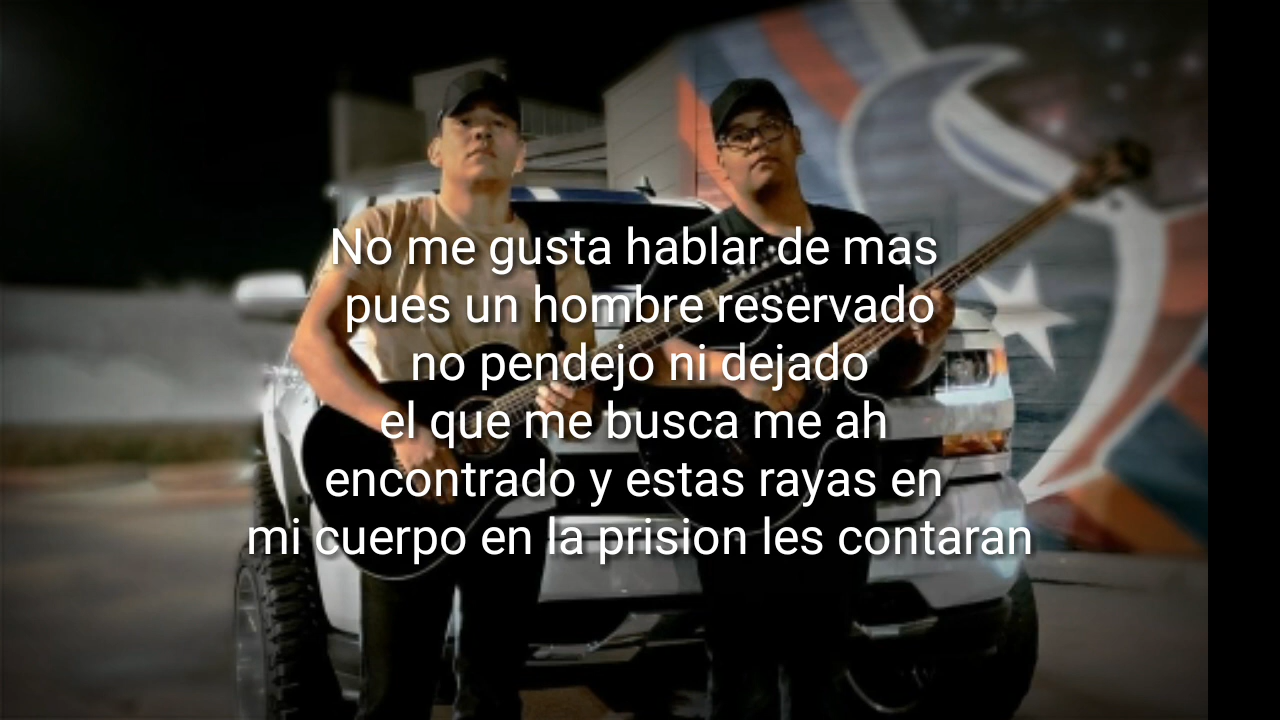 No me gusta hablar de mas
pues un hombre reservado
no pendejo ni dejado
el que me busca me ah
encontrado y estas rayas en
mi cuerpo en la prision les contaran